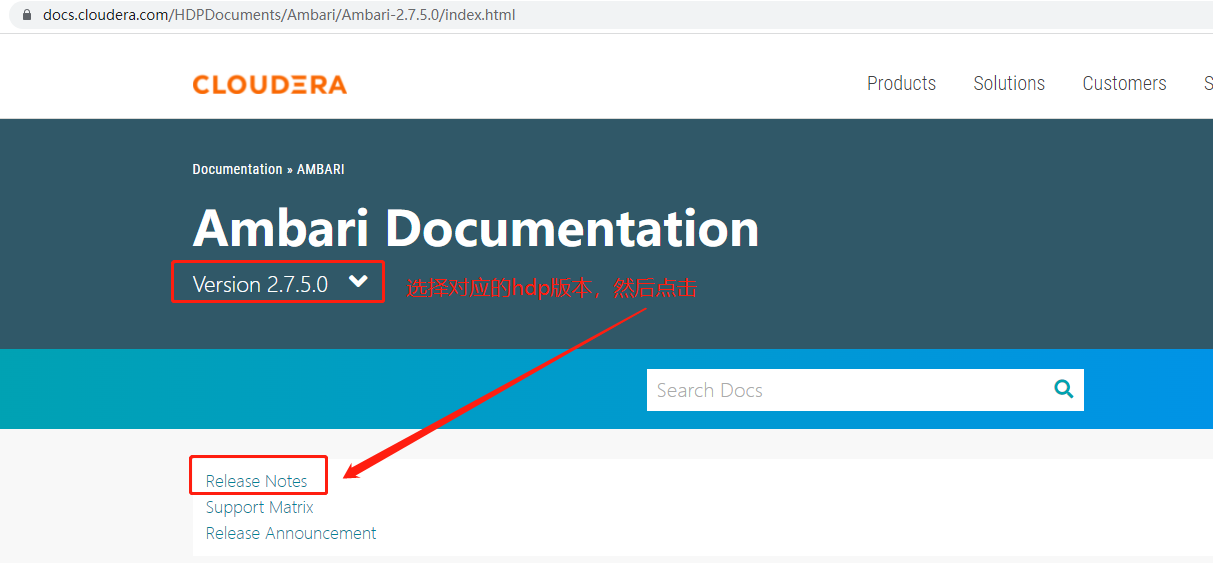 docs.cloudera.com/HDPDocuments/Ambari/Ambari-2.7.5.0/index.html
CLOUDERA
Products Solutions Customers S
Documentation » AMBARI
Ambari Documentation
Version 2.7.5.0
选择对应的hdp版本，然后点击
Search Docs
Release Notes
Support Matrix
Release Announcement